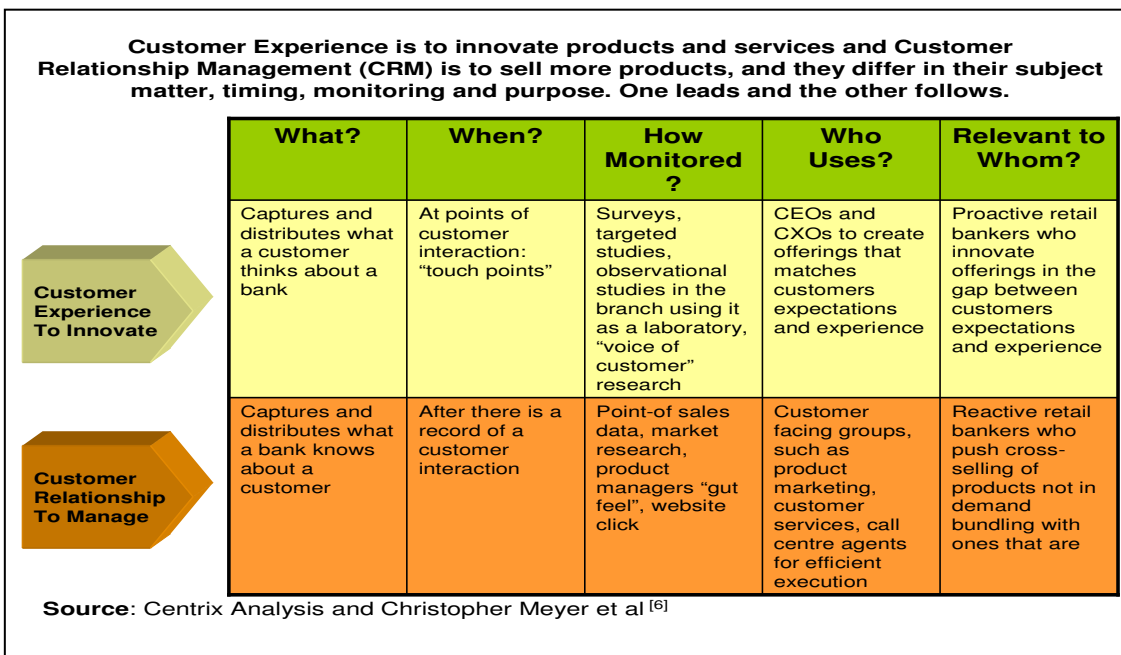 Customer Experience is to innovate products and services and Customer
Relationship Management (CRM) is to sell more products, and they differ in their subject
matter, timing, monitoring and purpose. One leads and the other follows.
What?
When?
How
Monitored
?
Who
Uses?
Relevant to
Whom?
Customer
Experience
To Innovate
Captures and
distributes what
a customer
thinks about a
bank
At points of
customer
interaction:
“touch points”
Surveys,
targeted
studies,
observational
studies in the
branch using it
as a laboratory,
“voice of
customer”
research
CEOs and
CXOs to create
offerings that
matches
customers
expectations
and experience
Proactive retail
bankers who
innovate
offerings in the
gap between
customers
expectations
and experience
Customer
Relationship
To Manage
Captures and
distributes what
a bank knows
about a
customer
After there is a
record of a
customer
interaction
Point-of sales
data, market
research,
product
managers “gut
feel”, website
click
Customer
facing groups,
such as
product
marketing,
customer
services, call
centre agents
for efficient
execution
Reactive retail
bankers who
push cross-
selling of
products not in
demand
bundling with
ones that are
Source: Centrix Analysis and Christopher Meyer et al [6]